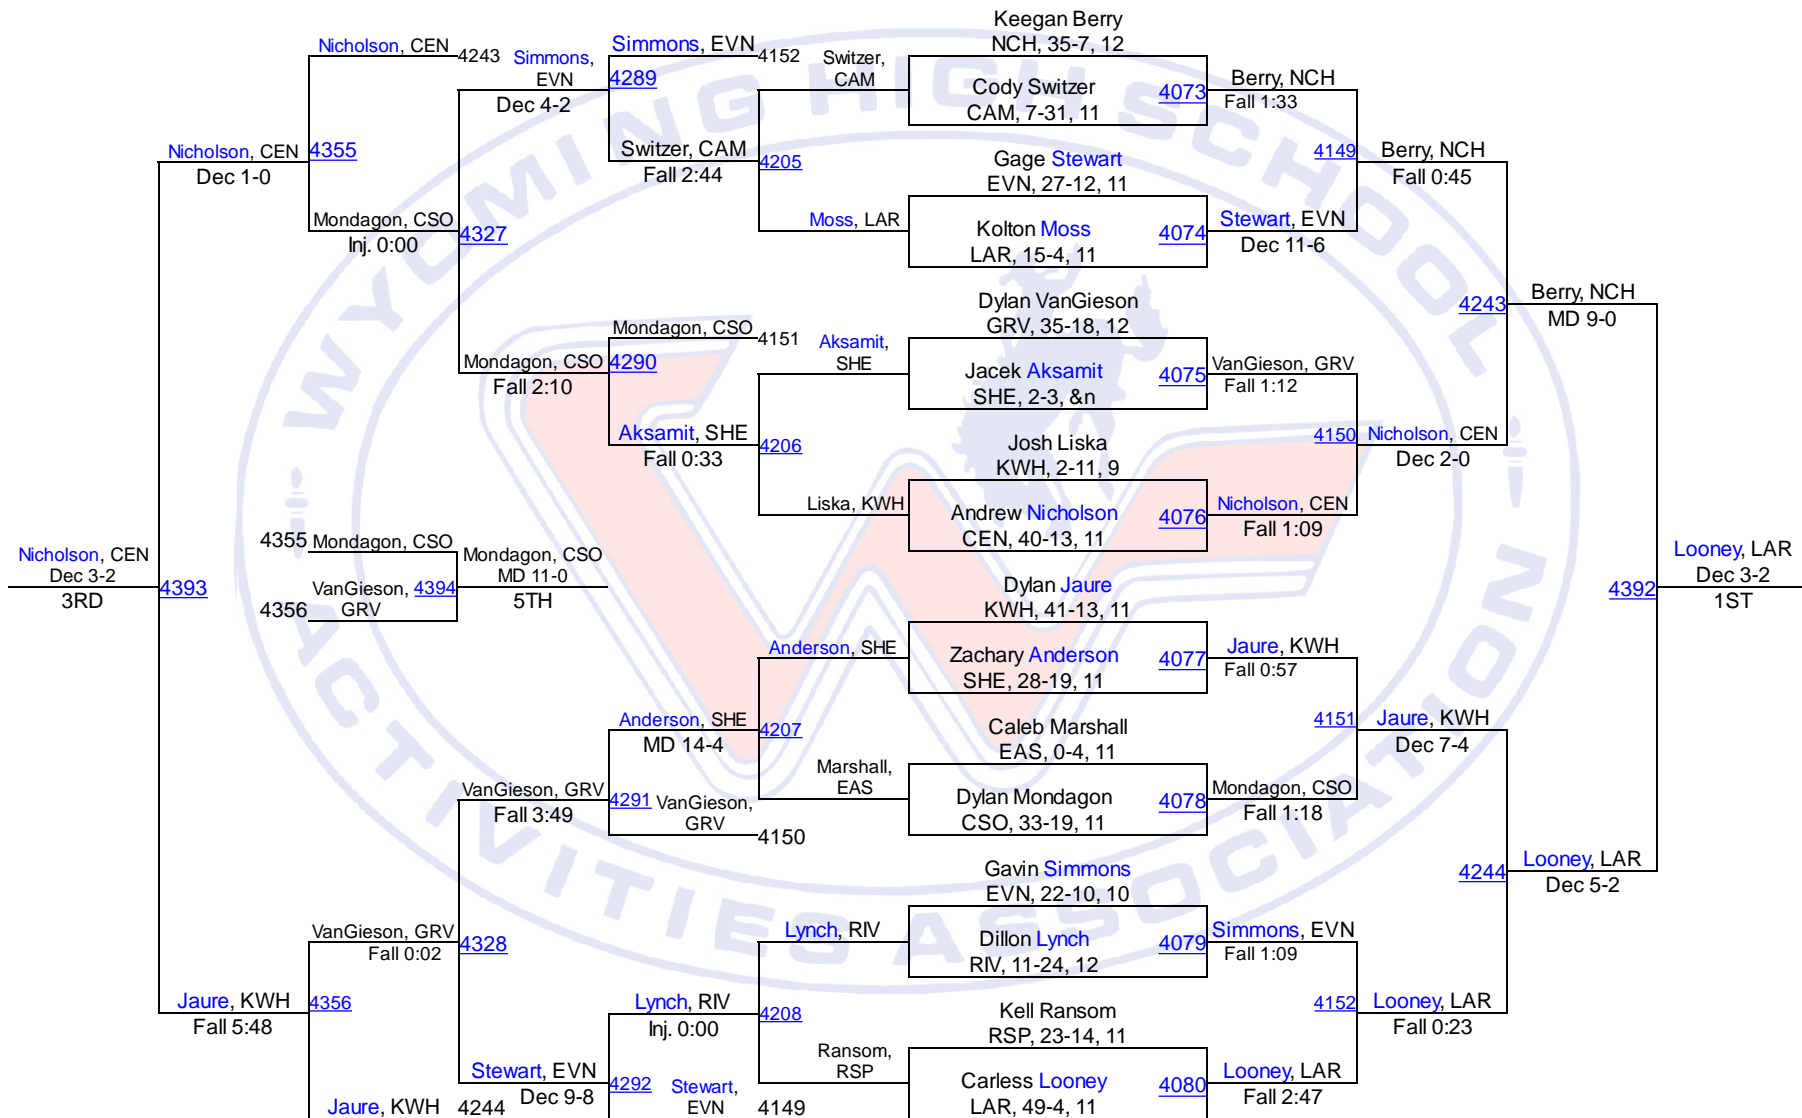 Keegan Berry
NCH, 35-7, 12
Nicholson, CEN
4243
Simmons,
EVN
Dec 4-2
Simmons, EVN
4152
4289
Switzer,
CAM
Cody Switzer
CAM, 7-31, 11
4073
Berry, NCH
Fall 1:33
Nicholson, CEN
Dec 1-0
4355
Switzer, CAM
Fall 2:44
4205
Gage Stewart
EVN, 27-12, 11
4149
Berry, NCH
Fall 0:45
Mondagon, CSO
Inj. 0:00
4327
Moss, LAR
Kolton Moss
LAR, 15-4, 11
4074
Stewart, EVN
Dec 11-6
Dylan VanGieson
GRV, 35-18, 12
4243
Berry, NCH
MD 9-0
Mondagon, CSO
4151
Mondagon, CSO
Fall 2:10
4290
Aksamit,
SHE
Jacek Aksamit
SHE, 2-3, &n
4075
VanGieson, GRV
Fall 1:12
Aksamit, SHE
Fall 0:33
4206
Josh Liska
KWH, 2-11, 9
4150
Nicholson, CEN
Dec 2-0
Liska, KWH
Andrew Nicholson
CEN, 40-13, 11
4076
Nicholson, CEN
Fall 1:09
4355
Mondagon, CSO
Mondagon, CSO
MD 11-0
5TH
Nicholson, CEN
Dec 3-2
3RD
4393
VanGieson,
GRV
4394
4356
Dylan Jaure
KWH, 41-13, 11
4392
Looney, LAR
Dec 3-2
1ST
Anderson, SHE
Zachary Anderson
SHE, 28-19, 11
4077
Jaure, KWH
Fall 0:57
Anderson, SHE
MD 14-4
4207
Caleb Marshall
EAS, 0-4, 11
4151
Jaure, KWH
Dec 7-4
Marshall,
EAS
Dylan Mondagon
CSO, 33-19, 11
4078
Mondagon, CSO
Fall 1:18
VanGieson, GRV
Fall 3:49
4291
VanGieson,
GRV
4150
Gavin Simmons
EVN, 22-10, 10
4244
Looney, LAR
Dec 5-2
VanGieson, GRV
Fall 0:02
4328
Lynch, RIV
Dillon Lynch
RIV, 11-24, 12
4079
Simmons, EVN
Fall 1:09
Jaure, KWH
Fall 5:48
4356
Lynch, RIV
Inj. 0:00
4208
Kell Ransom
RSP, 23-14, 11
4152
Looney, LAR
Fall 0:23
Ransom,
RSP
Carless Looney
LAR, 49-4, 11
4080
Looney, LAR
Fall 2:47
Stewart, EVN
Dec 9-8
4292
Stewart,
EVN
4149
Jaure, KWH
4244
WYOMING HIGH SCHOOL
ACTIVITIES ASSOCIATION